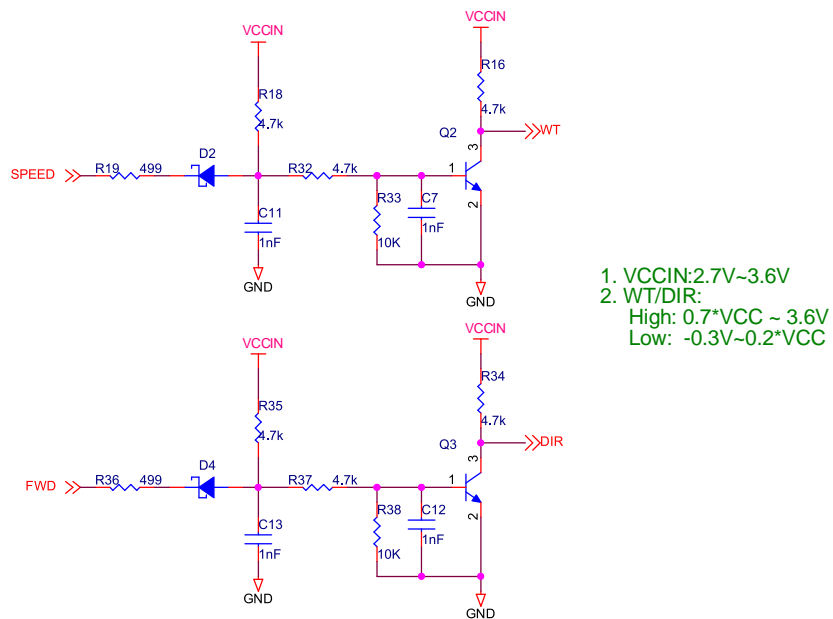 VCCIN
VCCIN
R18
4.7k
R16
4.7k
Q2
3
WT
SPEED
R19 499
D2
R32 4.7k
1
2
C11
1nF
R33
10K
C7
1nF
GND
GND
1. VCCIN:2.7V~3.6V
2. WT/DIR:
High: 0.7*VCC ~ 3.6V
Low: -0.3V~0.2*VCC
VCCIN
VCCIN
R35
4.7k
R34
4.7k
Q3
3
DIR
FWD
R36 499
D4
R37 4.7k
1
2
C13
1nF
R38
10K
C12
1nF
GND
GND